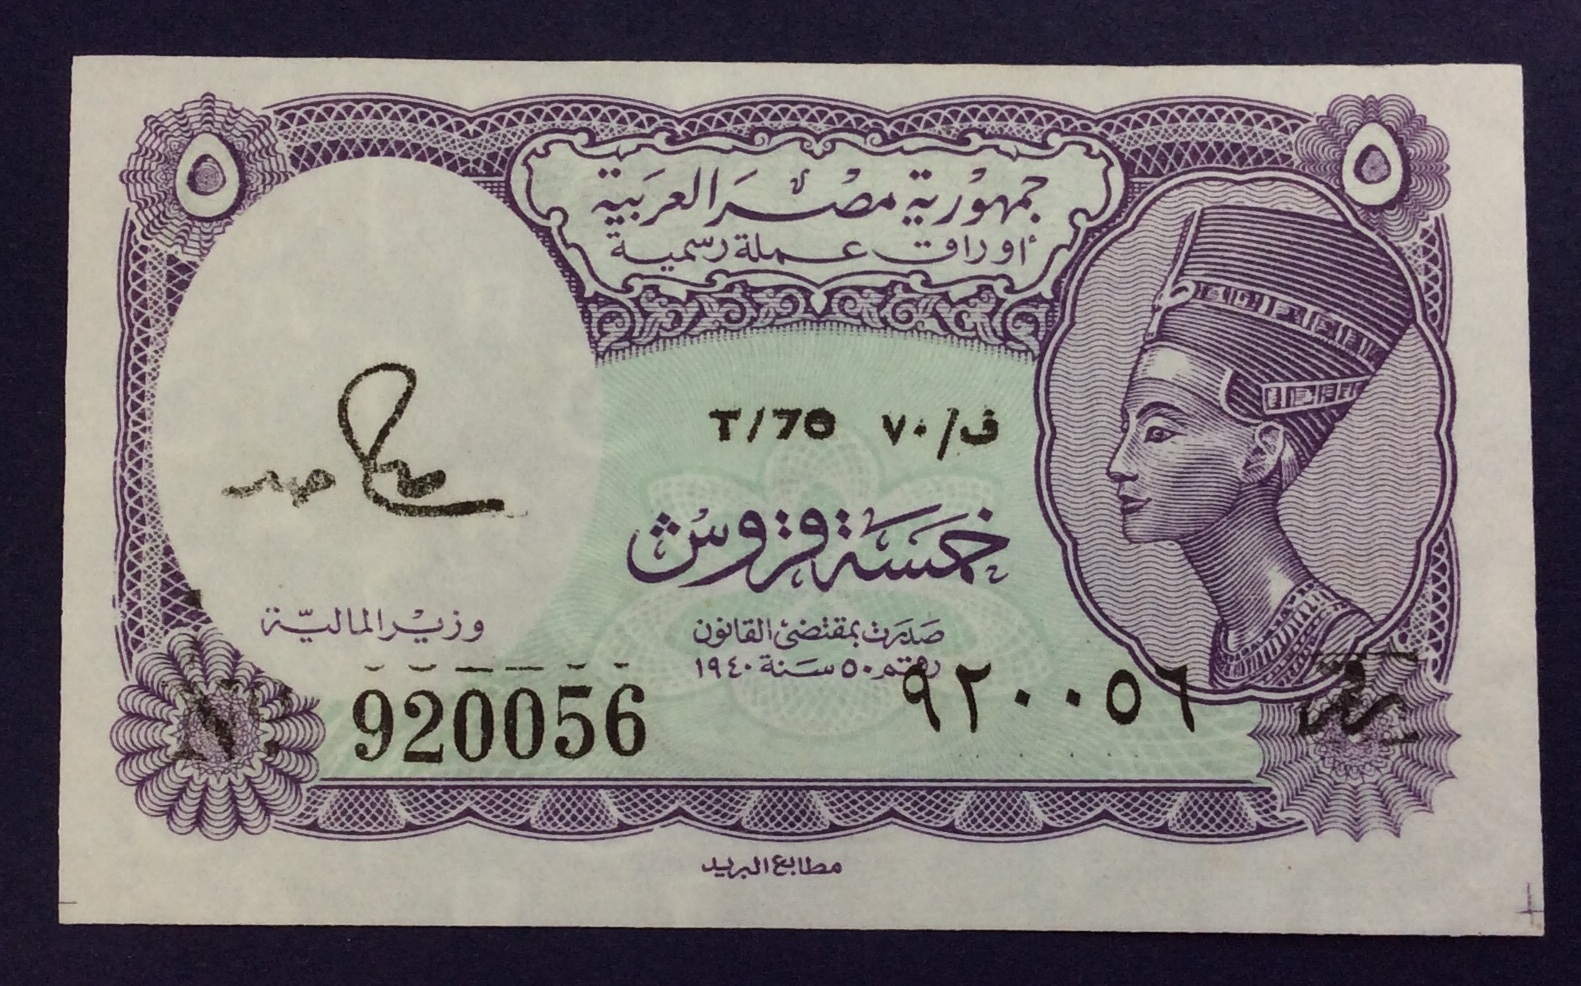 ٥ ٥
جمهورية مصر العربية
أوراق عملة رسمية
T/70 ف/٧٠
خمسة قروش
صدرت بمقتضى القانون
رقم ٥٠ سنة ١٩٤٠
وزير المالية
Nº 920056 ٩٢٠٠٥٦
مطابع البريد